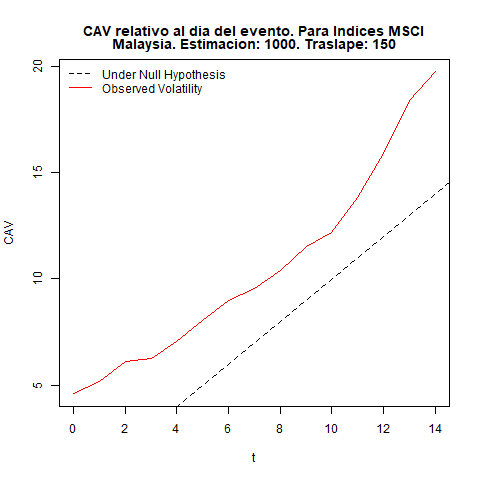 CAV relativo al dia del evento. Para Indices MSCI
Malaysia. Estimacion: 1000. Traslape: 150
Under Null Hypothesis
Observed Volatility
20
15
10
5
CAV
0 2 4 6 8 10 12 14
t